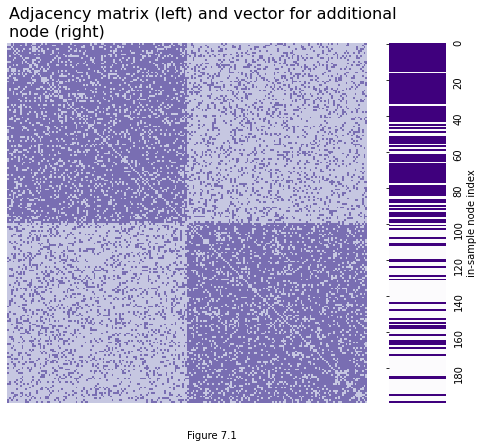 Adjacency matrix (left) and vector for additional
node (right)
0
20
40
60
80
100
120
140
160
180
in-sample node index
Figure 7.1